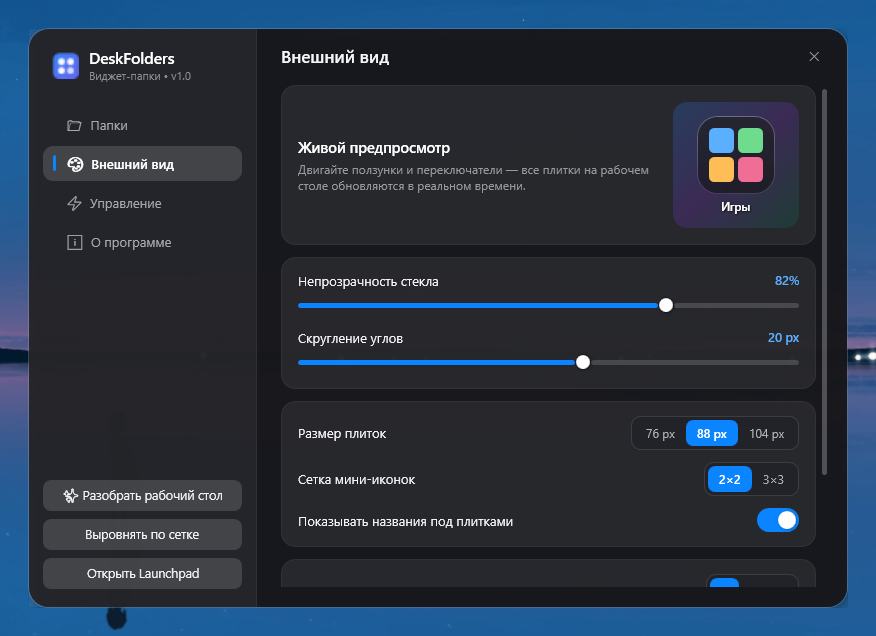 DeskFolders
Виджет-папки • v1.0
Папки
Внешний вид
Управление
О программе
Разобрать рабочий стол
Выровнять по сетке
Открыть Launchpad
Внешний вид
Живой предпросмотр
Двигайте ползунки и переключатели — все плитки на рабочем
столе обновляются в реальном времени.
Игры
Непрозрачность стекла 82%
Скругление углов 20 px
Размер плиток 76 px 88 px 104 px
Сетка мини-иконок 2×2 3×3
Показывать названия под плитками